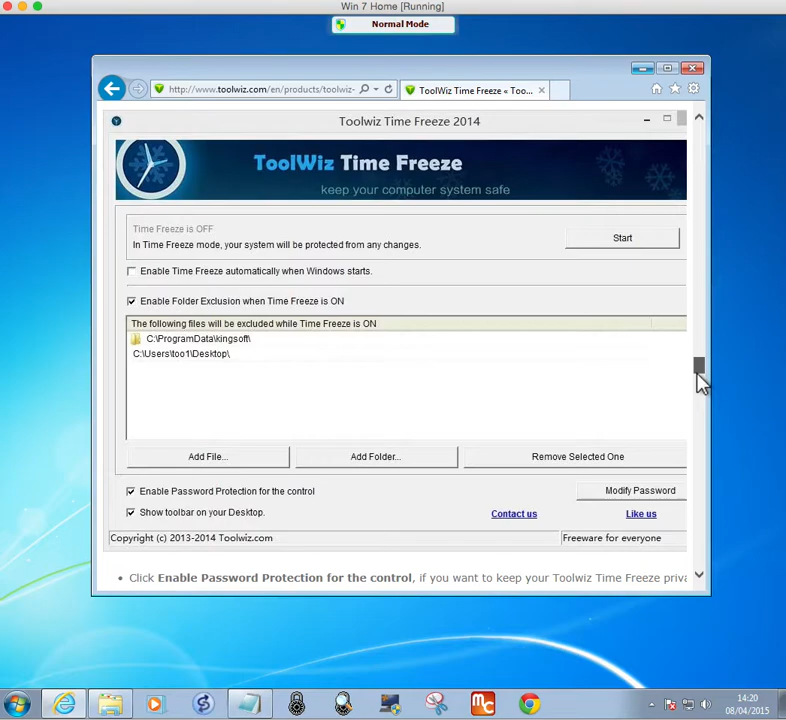 Win 7 Home [Running]
Normal Mode
http://www.toolwiz.com/en/products/toolwiz-
ToolWiz Time Freeze « Too...
Toolwiz Time Freeze 2014
ToolWiz Time Freeze
keep your computer system safe
Time Freeze is OFF
In Time Freeze mode, your system will be protected from any changes.
Start
Enable Time Freeze automatically when Windows starts.
Enable Folder Exclusion when Time Freeze is ON
The following files will be excluded while Time Freeze is ON
C:\ProgramData\kingsoft\
C:\Users\too1\Desktop\
Add File...
Add Folder...
Remove Selected One
Enable Password Protection for the control
Modify Password
Show toolbar on your Desktop.
Contact us
Like us
Copyright (c) 2013-2014 Toolwiz.com
Freeware for everyone
• Click Enable Password Protection for the control, if you want to keep your Toolwiz Time Freeze priva
14:20
08/04/2015